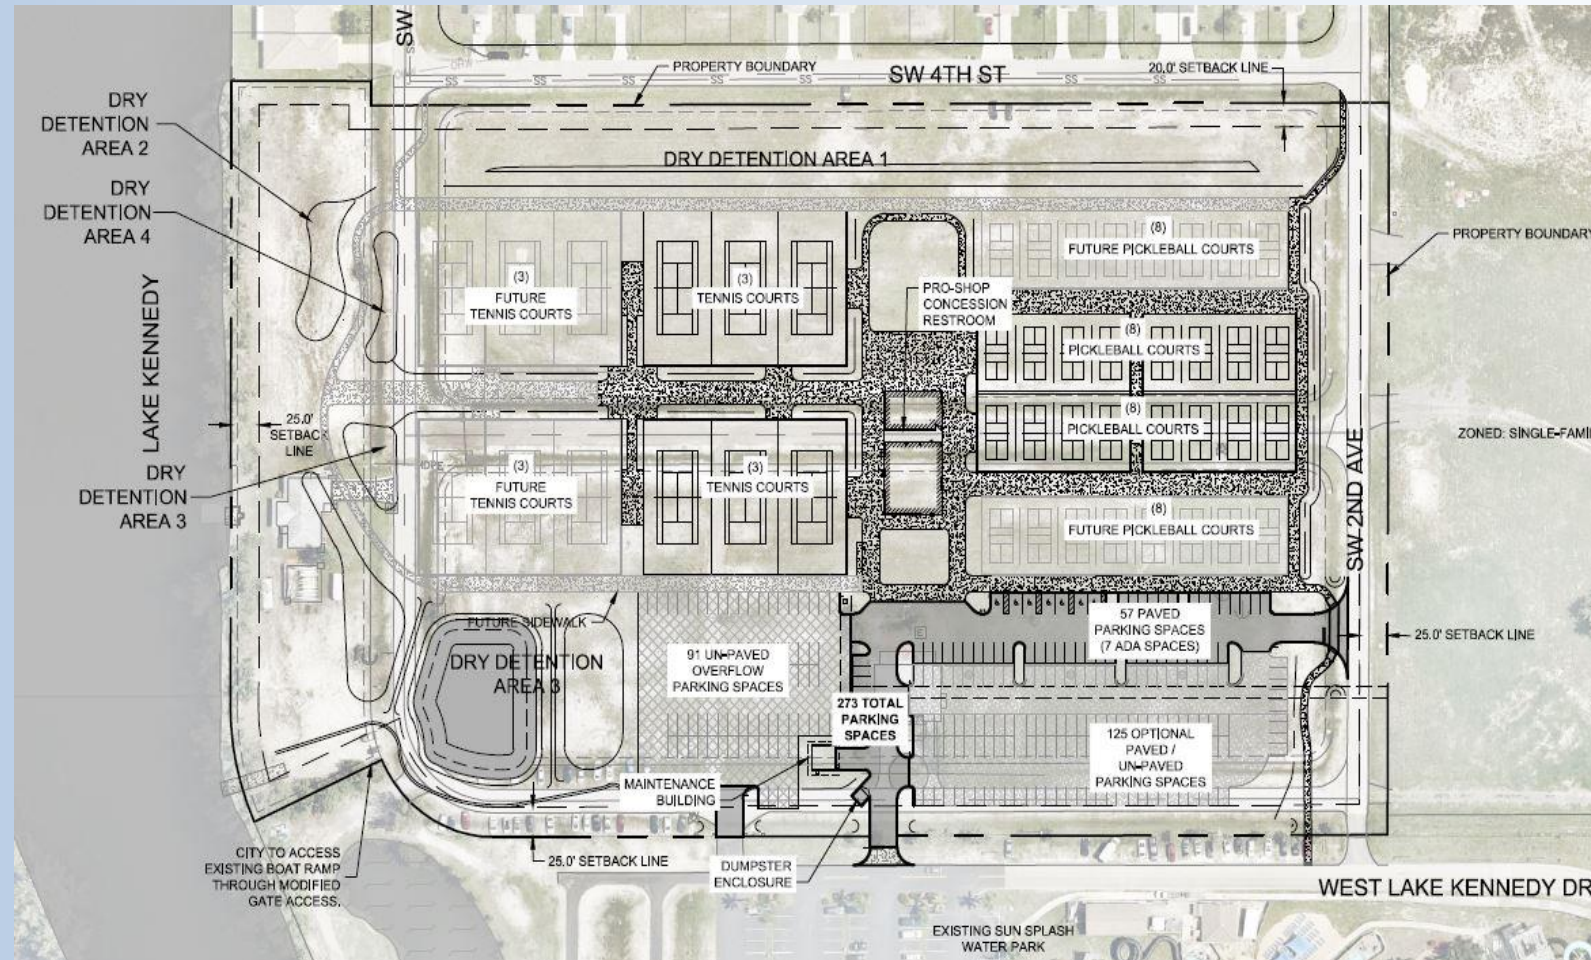 SW
PROPERTY BOUNDARY
SW 4TH ST
20.0' SETBACK LINE
SS
SS
SS
SS
SS
SS
DRY
DETENTION
AREA 2
DRY DETENTION AREA 1
DRY
DETENTION
AREA 4
PROPERTY BOUNDARY
(8)
FUTURE PICKLEBALL COURTS
(3)
FUTURE
TENNIS COURTS
(3)
TENNIS COURTS
PRO-SHOP
CONCESSION
RESTROOM
LAKE KENNEDY
(8)
PICKLEBALL COURTS
(8)
PICKLEBALL COURTS
25.0'
SETBACK
LINE
ZONED: SINGLE-FAMI
DRY
DETENTION
AREA 3
(3)
FUTURE
TENNIS COURTS
(3)
TENNIS COURTS
(8)
FUTURE PICKLEBALL COURTS
SW 2ND AVE
FUTURE SIDEWALK
57 PAVED
PARKING SPACES
(7 ADA SPACES)
25.0' SETBACK LINE
DRY DETENTION
AREA 3
91 UN-PAVED
OVERFLOW
PARKING SPACES
273 TOTAL
PARKING
SPACES
125 OPTIONAL
PAVED /
UN-PAVED
PARKING SPACES
MAINTENANCE
BUILDING
CITY TO ACCESS
EXISTING BOAT RAMP
THROUGH MODIFIED
GATE ACCESS.
25.0' SETBACK LINE
DUMPSTER
ENCLOSURE
WEST LAKE KENNEDY DR
EXISTING SUN SPLASH
WATER PARK